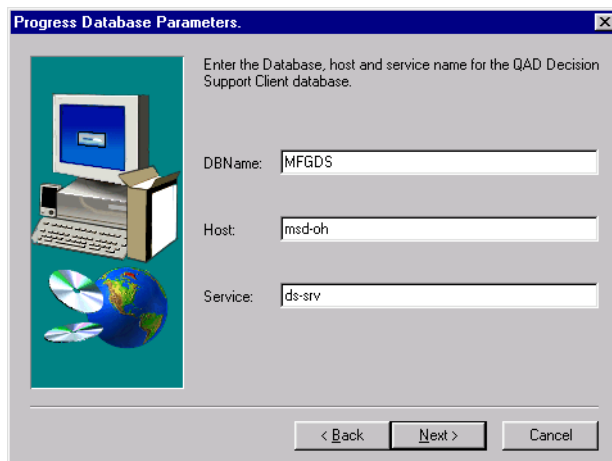 Progress Database Parameters.
Enter the Database, host and service name for the QAD Decision
Support Client database.
DBName: MFGDS
Host: msd-oh
Service: ds-srv
< Back Next > Cancel